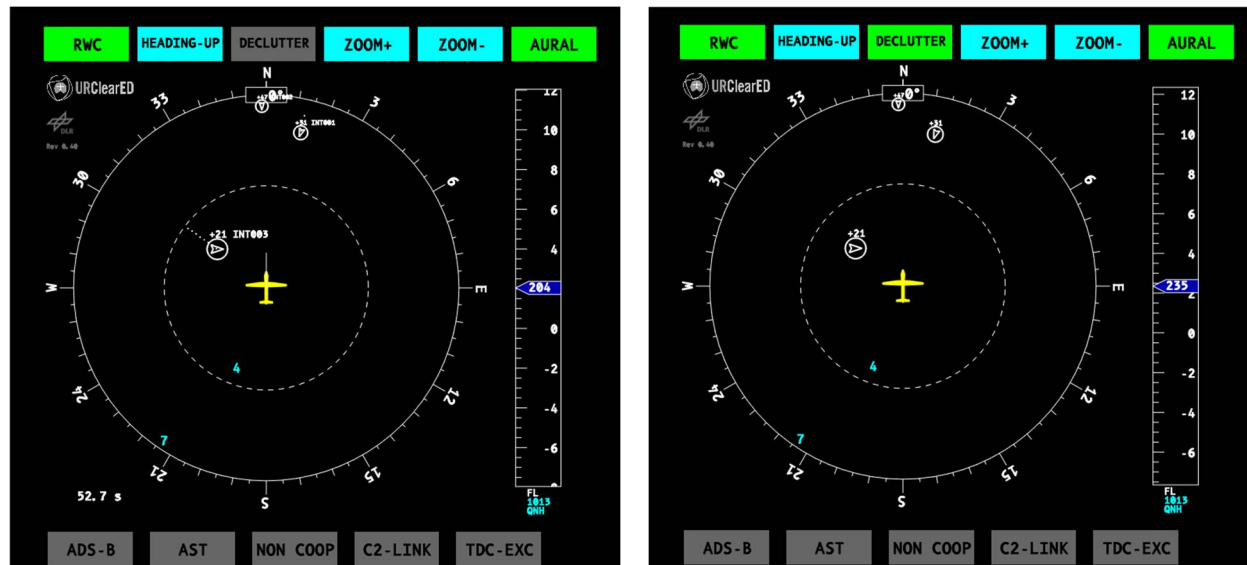 RWC HEADING-UP DECLUTTER ZOOM+ ZOOM- AURAL
URClearED
DLR
Rev 0.40
N
0°
3
6
E
12
15
S
21
24
W
30
33
+17 INT002
+31 INT001
+21 INT003
4
7
52.7 s
12
10
8
6
4
204
0
-2
-4
-6
FL
1013
QNH
ADS-B AST NON COOP C2-LINK TDC-EXC
RWC HEADING-UP DECLUTTER ZOOM+ ZOOM- AURAL
URClearED
DLR
Rev 0.40
N
0°
3
6
E
12
15
S
21
24
W
30
33
+17
+31
+21
4
7
12
10
8
6
4
235
2
0
-2
-4
-6
FL
1013
QNH
ADS-B AST NON COOP C2-LINK TDC-EXC